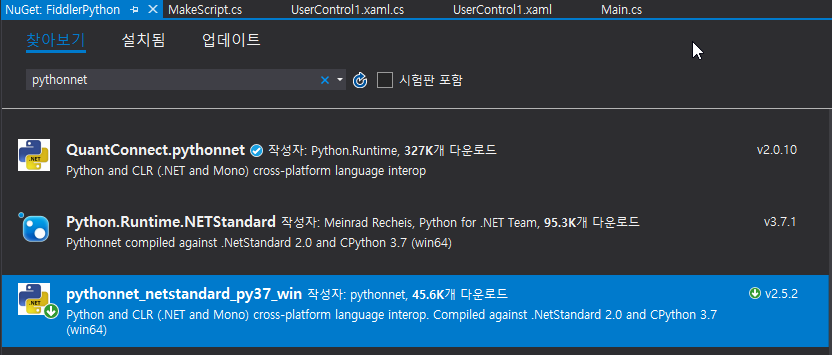 NuGet: FiddlerPython MakeScript.cs UserControl1.xaml.cs UserControl1.xaml Main.cs
찾아보기 설치됨 업데이트
pythonnet 시험판 포함
QuantConnect.pythonnet 작성자: Python.Runtime, 327K개 다운로드 v2.0.10
Python and CLR (.NET and Mono) cross-platform language interop
Python.Runtime.NETStandard 작성자: Meinrad Recheis, Python for .NET Team, 95.3K개 다운로드 v3.7.1
Pythonnet compiled against .NetStandard 2.0 and CPython 3.7 (win64)
pythonnet_netstandard_py37_win 작성자: pythonnet, 45.6K개 다운로드 v2.5.2
Python and CLR (.NET and Mono) cross-platform language interop. Compiled against .NetStandard 2.0 and CPython 3.7
(win64)